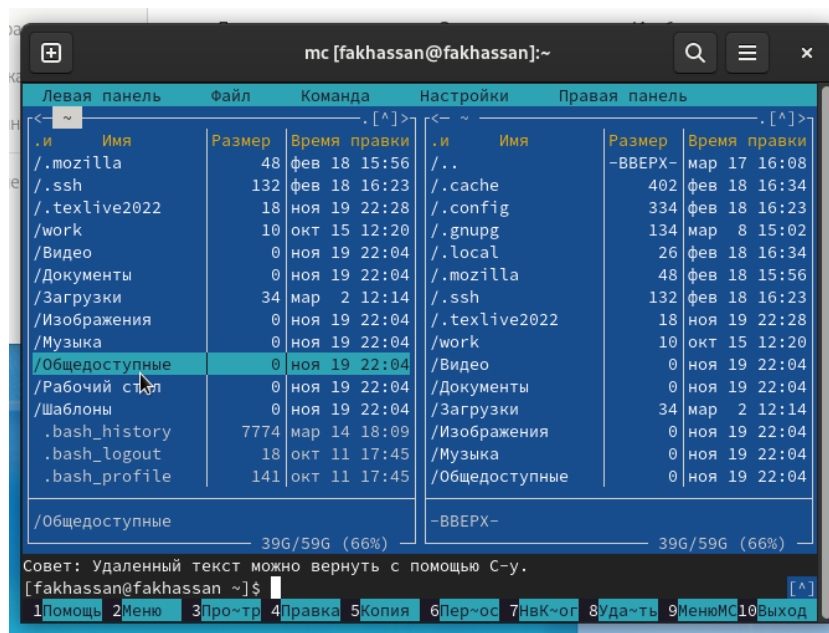 mc [fakhassan@fakhassan]:~
Левая панель Файл Команда Настройки Правая панель
<— ~ .[^]> <— ~ .[^]>
.и Имя Размер Время правки .и Имя Размер Время правки
/.mozilla 48 фев 18 15:56 /.. -ВВЕРХ- мар 17 16:08
/.ssh 132 фев 18 16:23 /.cache 402 фев 18 16:34
/.texlive2022 18 ноя 19 22:28 /.config 334 фев 18 16:23
/work 10 окт 15 12:20 /.gnupg 134 мар 8 15:02
/Видео 0 ноя 19 22:04 /.local 26 фев 18 16:34
/Документы 0 ноя 19 22:04 /.mozilla 48 фев 18 15:56
/Загрузки 34 мар 2 12:14 /.ssh 132 фев 18 16:23
/Изображения 0 ноя 19 22:04 /.texlive2022 18 ноя 19 22:28
/Музыка 0 ноя 19 22:04 /work 10 окт 15 12:20
/Общедоступные 0 ноя 19 22:04 /Видео 0 ноя 19 22:04
/Рабочий стол 0 ноя 19 22:04 /Документы 0 ноя 19 22:04
/Шаблоны 0 ноя 19 22:04 /Загрузки 34 мар 2 12:14
.bash_history 7774 мар 14 18:09 /Изображения 0 ноя 19 22:04
.bash_logout 18 окт 11 17:45 /Музыка 0 ноя 19 22:04
.bash_profile 141 окт 11 17:45 /Общедоступные 0 ноя 19 22:04
/Общедоступные -ВВЕРХ-
39G/59G (66%) 39G/59G (66%)
Совет: Удаленный текст можно вернуть с помощью C-y.
[fakhassan@fakhassan ~]$ [^]
1Помощь 2Меню 3Про~тр 4Правка 5Копия 6Пер~ос 7НвК~ог 8Уда~ть 9МенюMC 10Выход